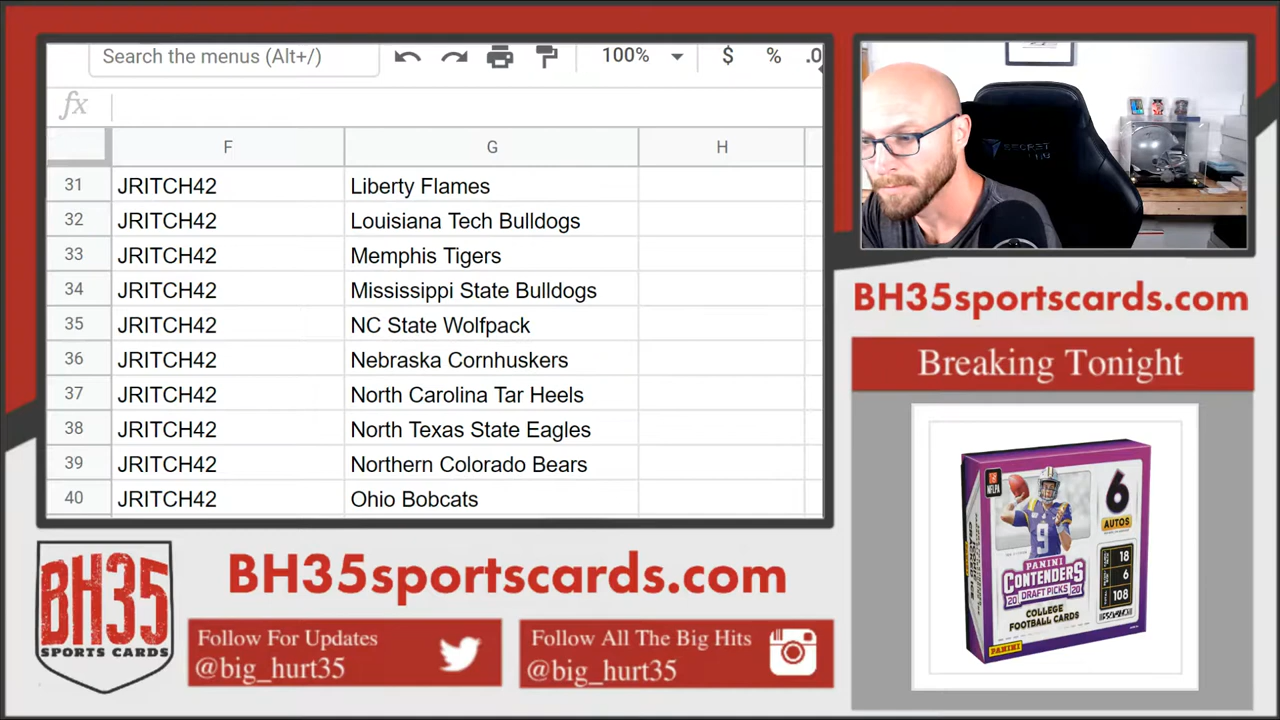 Search the menus (Alt+/)
100%
$
%
.0
fx
F G H
31 JRITCH42 Liberty Flames
32 JRITCH42 Louisiana Tech Bulldogs
33 JRITCH42 Memphis Tigers
34 JRITCH42 Mississippi State Bulldogs
35 JRITCH42 NC State Wolfpack
36 JRITCH42 Nebraska Cornhuskers
37 JRITCH42 North Carolina Tar Heels
38 JRITCH42 North Texas State Eagles
39 JRITCH42 Northern Colorado Bears
40 JRITCH42 Ohio Bobcats
SECRET
BH35sportscards.com
Breaking Tonight
NFLPA
6
AUTOS
9
18
6
108
PANINI
CONTENDERS
20 DRAFT PICKS 20
COLLEGE
FOOTBALL CARDS
PANINI
BH35
SPORTS CARDS
BH35sportscards.com
Follow For Updates
@big_hurt35
Follow All The Big Hits
@big_hurt35